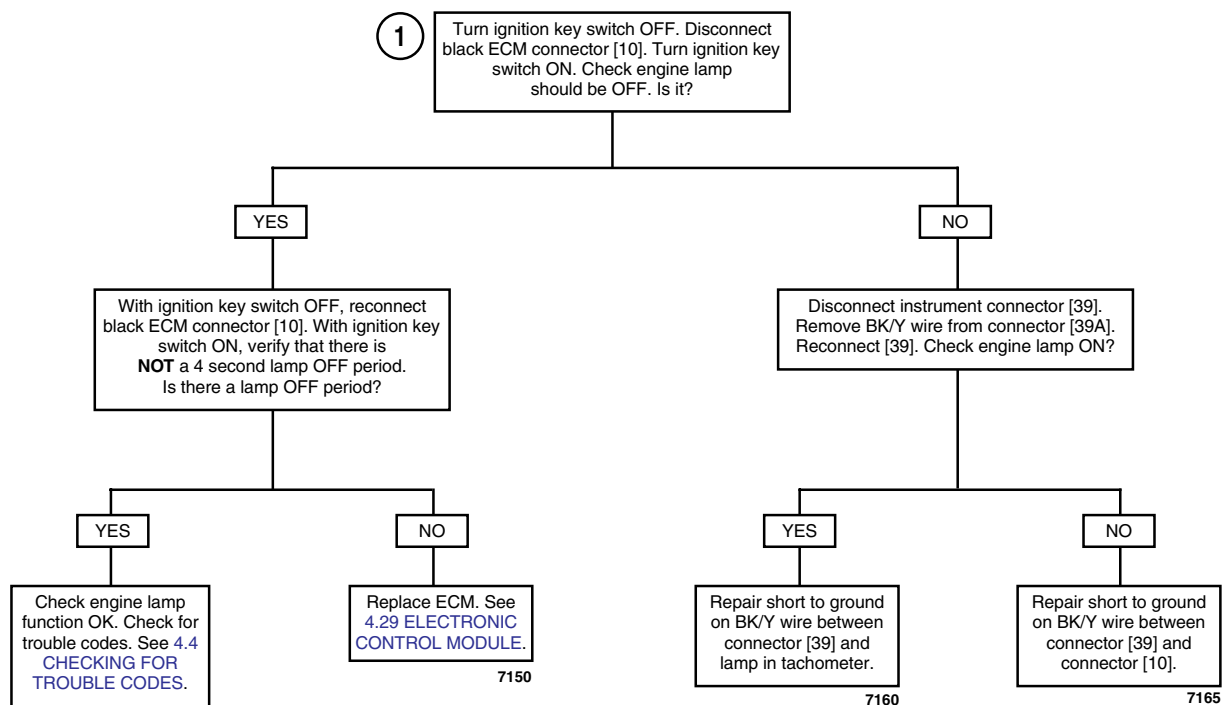 1
Turn ignition key switch OFF. Disconnect
black ECM connector [10]. Turn ignition key
switch ON. Check engine lamp
should be OFF. Is it?
YES
NO
With ignition key switch OFF, reconnect
black ECM connector [10]. With ignition key
switch ON, verify that there is
NOT a 4 second lamp OFF period.
Is there a lamp OFF period?
Disconnect instrument connector [39].
Remove BK/Y wire from connector [39A].
Reconnect [39]. Check engine lamp ON?
YES
NO
YES
NO
Check engine lamp
function OK. Check for
trouble codes. See 4.4
CHECKING FOR
TROUBLE CODES.
Replace ECM. See
4.29 ELECTRONIC
CONTROL MODULE.
7150
Repair short to ground
on BK/Y wire between
connector [39] and
lamp in tachometer.
7160
Repair short to ground
on BK/Y wire between
connector [39] and
connector [10].
7165